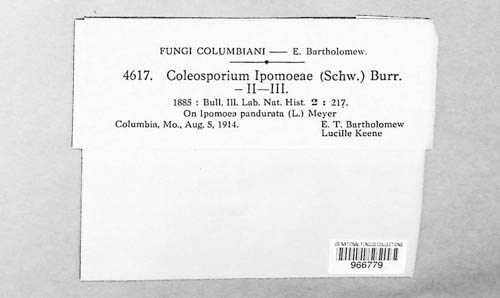 FUNGI COLUMBIANI — E. Bartholomew.
4617. Coleosporium Ipomoeae (Schw.) Burr.
– II—III.
1885 : Bull. Ill. Lab. Nat. Hist. 2 : 217.
On Ipomoea pandurata (L.) Meyer
Columbia, Mo., Aug. 5, 1914. E. T. Bartholomew
Lucille Keene
US NATIONAL FUNGUS COLLECTIONS
966779